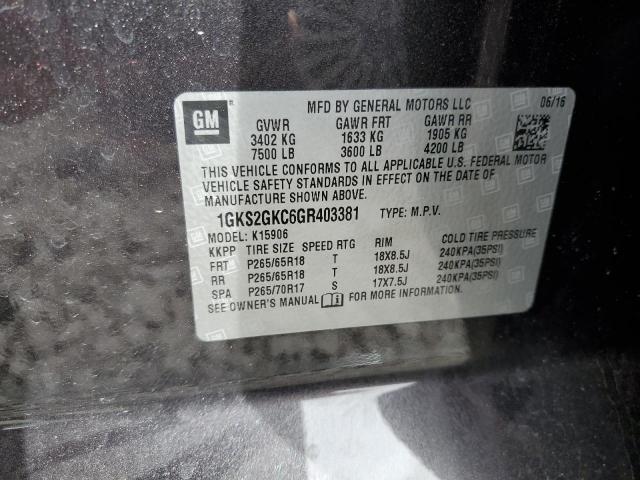 GM
MFD BY GENERAL MOTORS LLC 06/16
GVWR GAWR FRT GAWR RR
3402 KG 1633 KG 1905 KG
7500 LB 3600 LB 4200 LB
THIS VEHICLE CONFORMS TO ALL APPLICABLE U.S. FEDERAL MOTOR
VEHICLE SAFETY STANDARDS IN EFFECT ON THE DATE OF
MANUFACTURE SHOWN ABOVE.
1GKS2GKC6GR403381 TYPE: M.P.V.
MODEL: K15906
KKPP TIRE SIZE SPEED RTG RIM COLD TIRE PRESSURE
FRT P265/65R18 T 18X8.5J 240KPA(35PSI)
RR P265/65R18 T 18X8.5J 240KPA(35PSI)
SPA P265/70R17 S 17X7.5J 240KPA(35PSI)
SEE OWNER'S MANUAL FOR MORE INFORMATION.